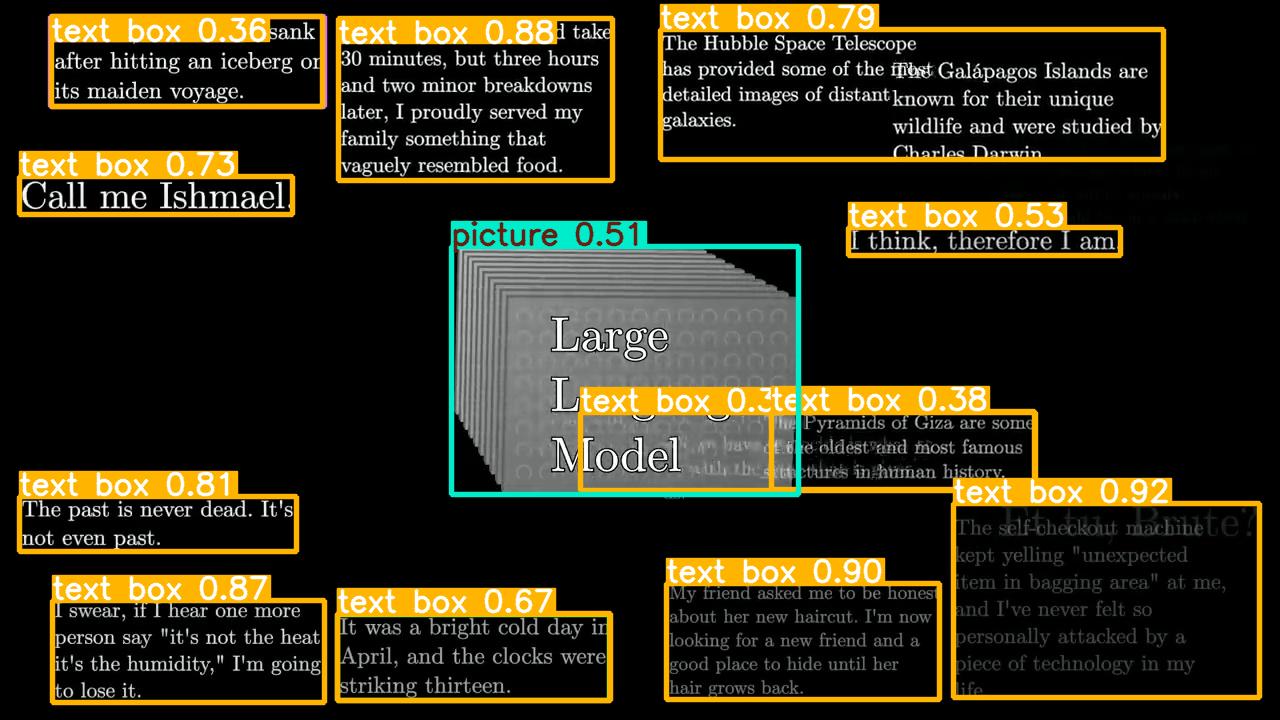 text box 0.36
sank
after hitting an iceberg on
its maiden voyage.
text box 0.88
d take
30 minutes, but three hours
and two minor breakdowns
later, I proudly served my
family something that
vaguely resembled food.
text box 0.79
The Hubble Space Telescope
has provided some of the most
detailed images of distant
galaxies.
The Galápagos Islands are
known for their unique
wildlife and were studied by
Charles Darwin
text box 0.73
Call me Ishmael.
text box 0.53
I think, therefore I am.
picture 0.51
Large
Language
Model
text box 0.3
text box 0.38
The Pyramids of Giza are some
of the oldest and most famous
structures in human history.
text box 0.81
The past is never dead. It's
not even past.
text box 0.92
Et tu, Brute?
The self-checkout machine
kept yelling "unexpected
item in bagging area" at me,
and I've never felt so
personally attacked by a
piece of technology in my
life.
text box 0.87
I swear, if I hear one more
person say "it's not the heat
it's the humidity," I'm going
to lose it.
text box 0.67
It was a bright cold day in
April, and the clocks were
striking thirteen.
text box 0.90
My friend asked me to be honest
about her new haircut. I'm now
looking for a new friend and a
good place to hide until her
hair grows back.